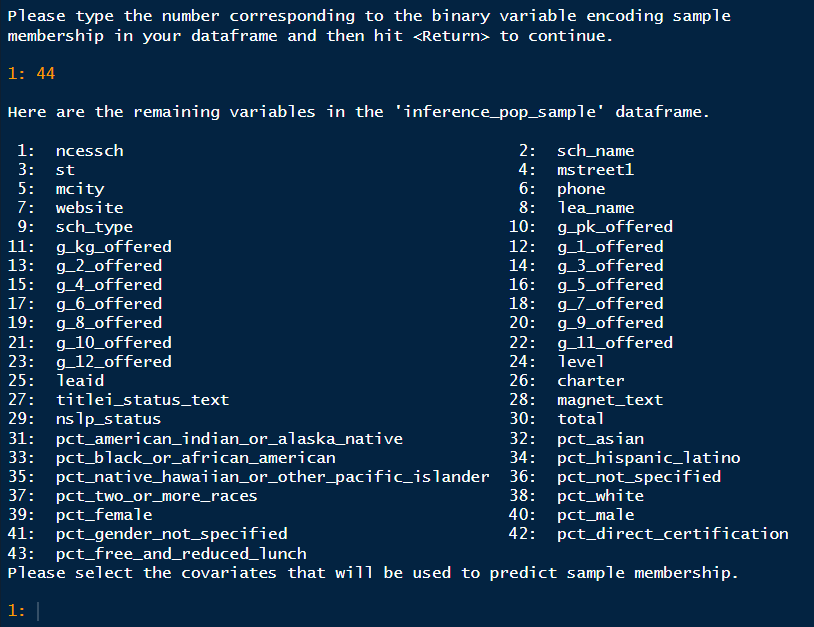 Please type the number corresponding to the binary variable encoding sample
membership in your dataframe and then hit <Return> to continue.
1: 44
Here are the remaining variables in the 'inference_pop_sample' dataframe.
1: ncessch 2: sch_name
3: st 4: mstreet1
5: mcity 6: phone
7: website 8: lea_name
9: sch_type 10: g_pk_offered
11: g_kg_offered 12: g_1_offered
13: g_2_offered 14: g_3_offered
15: g_4_offered 16: g_5_offered
17: g_6_offered 18: g_7_offered
19: g_8_offered 20: g_9_offered
21: g_10_offered 22: g_11_offered
23: g_12_offered 24: level
25: leaid 26: charter
27: titlei_status_text 28: magnet_text
29: nslp_status 30: total
31: pct_american_indian_or_alaska_native 32: pct_asian
33: pct_black_or_african_american 34: pct_hispanic_latino
35: pct_native_hawaiian_or_other_pacific_islander 36: pct_not_specified
37: pct_two_or_more_races 38: pct_white
39: pct_female 40: pct_male
41: pct_gender_not_specified 42: pct_direct_certification
43: pct_free_and_reduced_lunch
Please select the covariates that will be used to predict sample membership.
1: